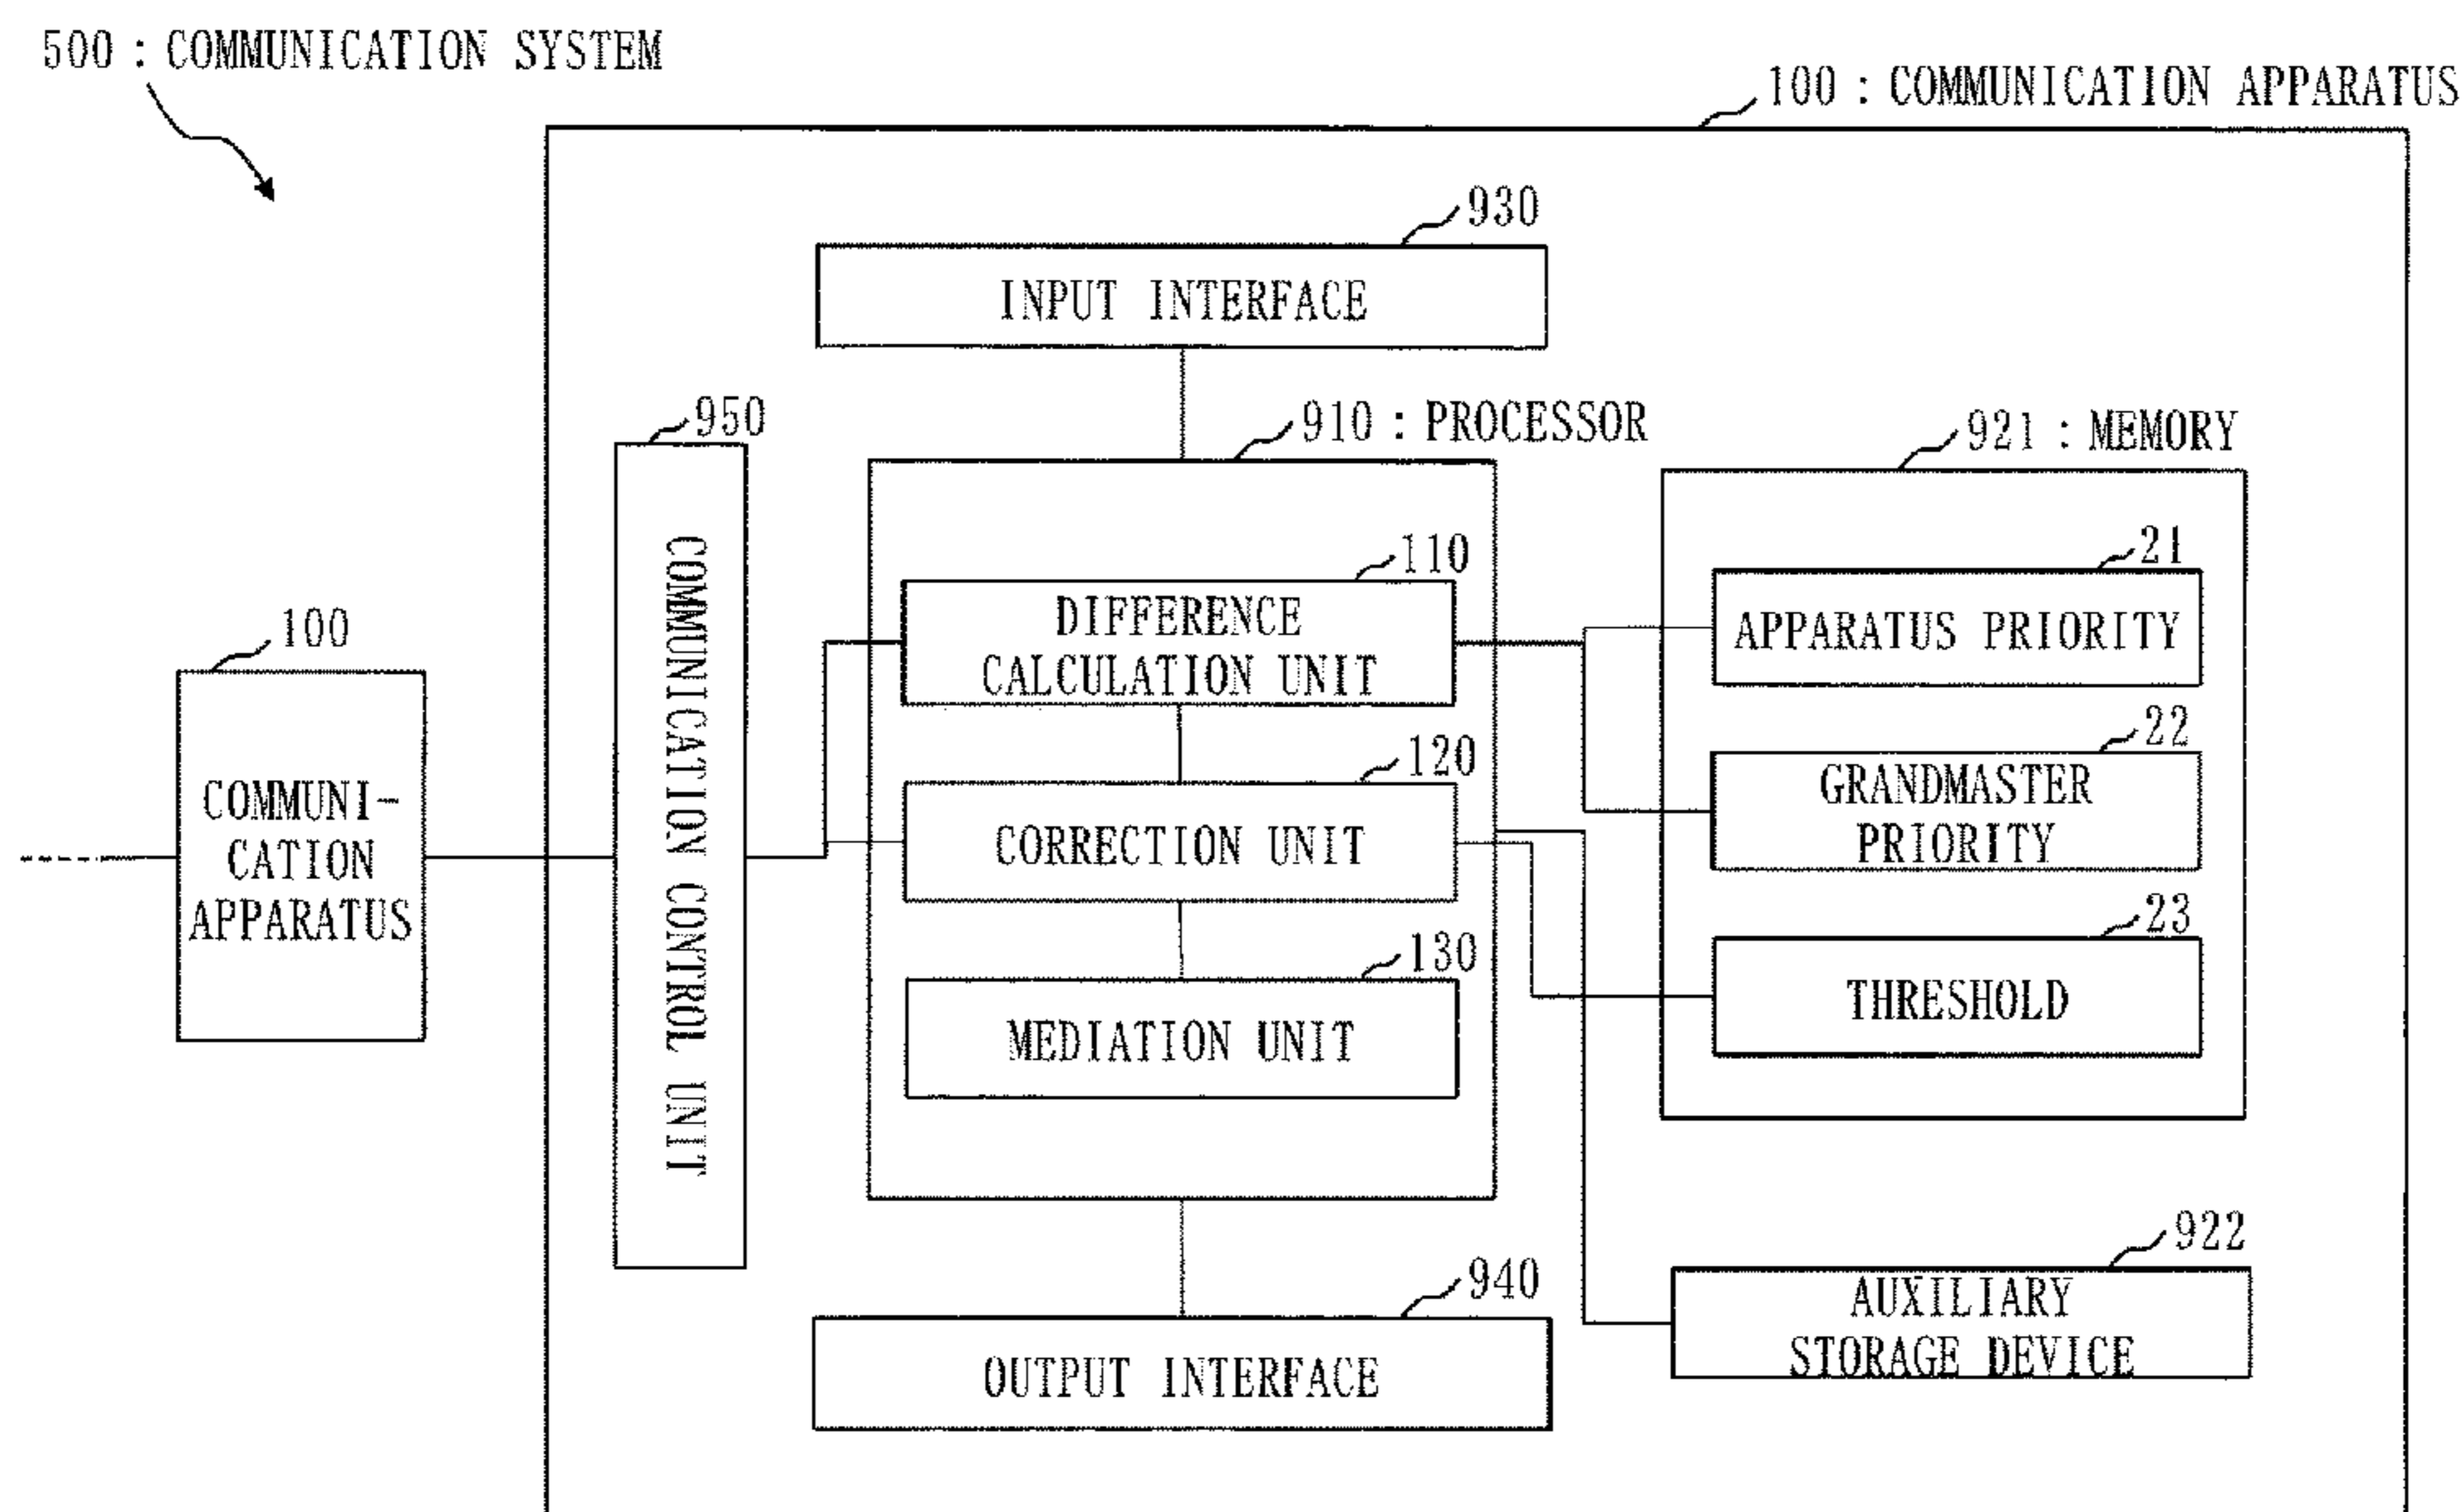 500 : COMMUNICATION SYSTEM
100 : COMMUNICATION APPARATUS
930
INPUT INTERFACE
950
COMMUNICATION CONTROL UNIT
910 : PROCESSOR
921 : MEMORY
110
DIFFERENCE
CALCULATION UNIT
21
APPARATUS PRIORITY
100
COMMUNI-
CATION
APPARATUS
120
CORRECTION UNIT
22
GRANDMASTER
PRIORITY
130
MEDIATION UNIT
23
THRESHOLD
940
OUTPUT INTERFACE
922
AUXILIARY
STORAGE DEVICE